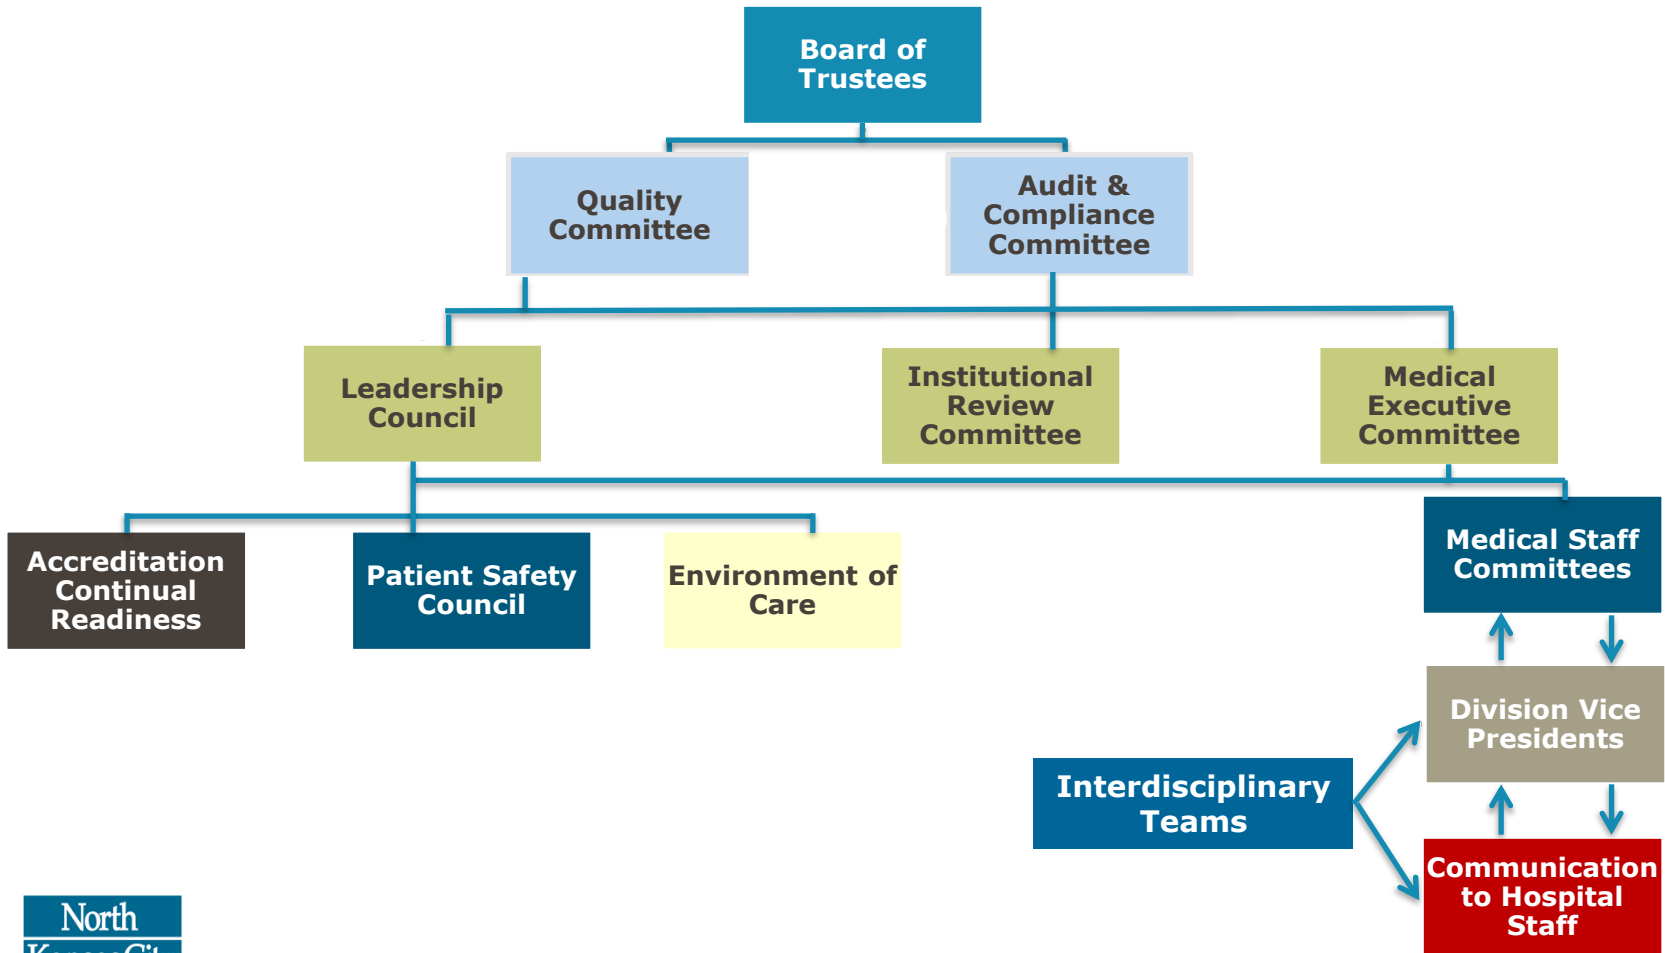 Board of
Trustees
Quality
Committee
Audit &
Compliance
Committee
Leadership
Council
Institutional
Review
Committee
Medical
Executive
Committee
Accreditation
Continual
Readiness
Patient Safety
Council
Environment of
Care
Medical Staff
Committees
Division Vice
Presidents
Interdisciplinary
Teams
Communication
to Hospital
Staff
North